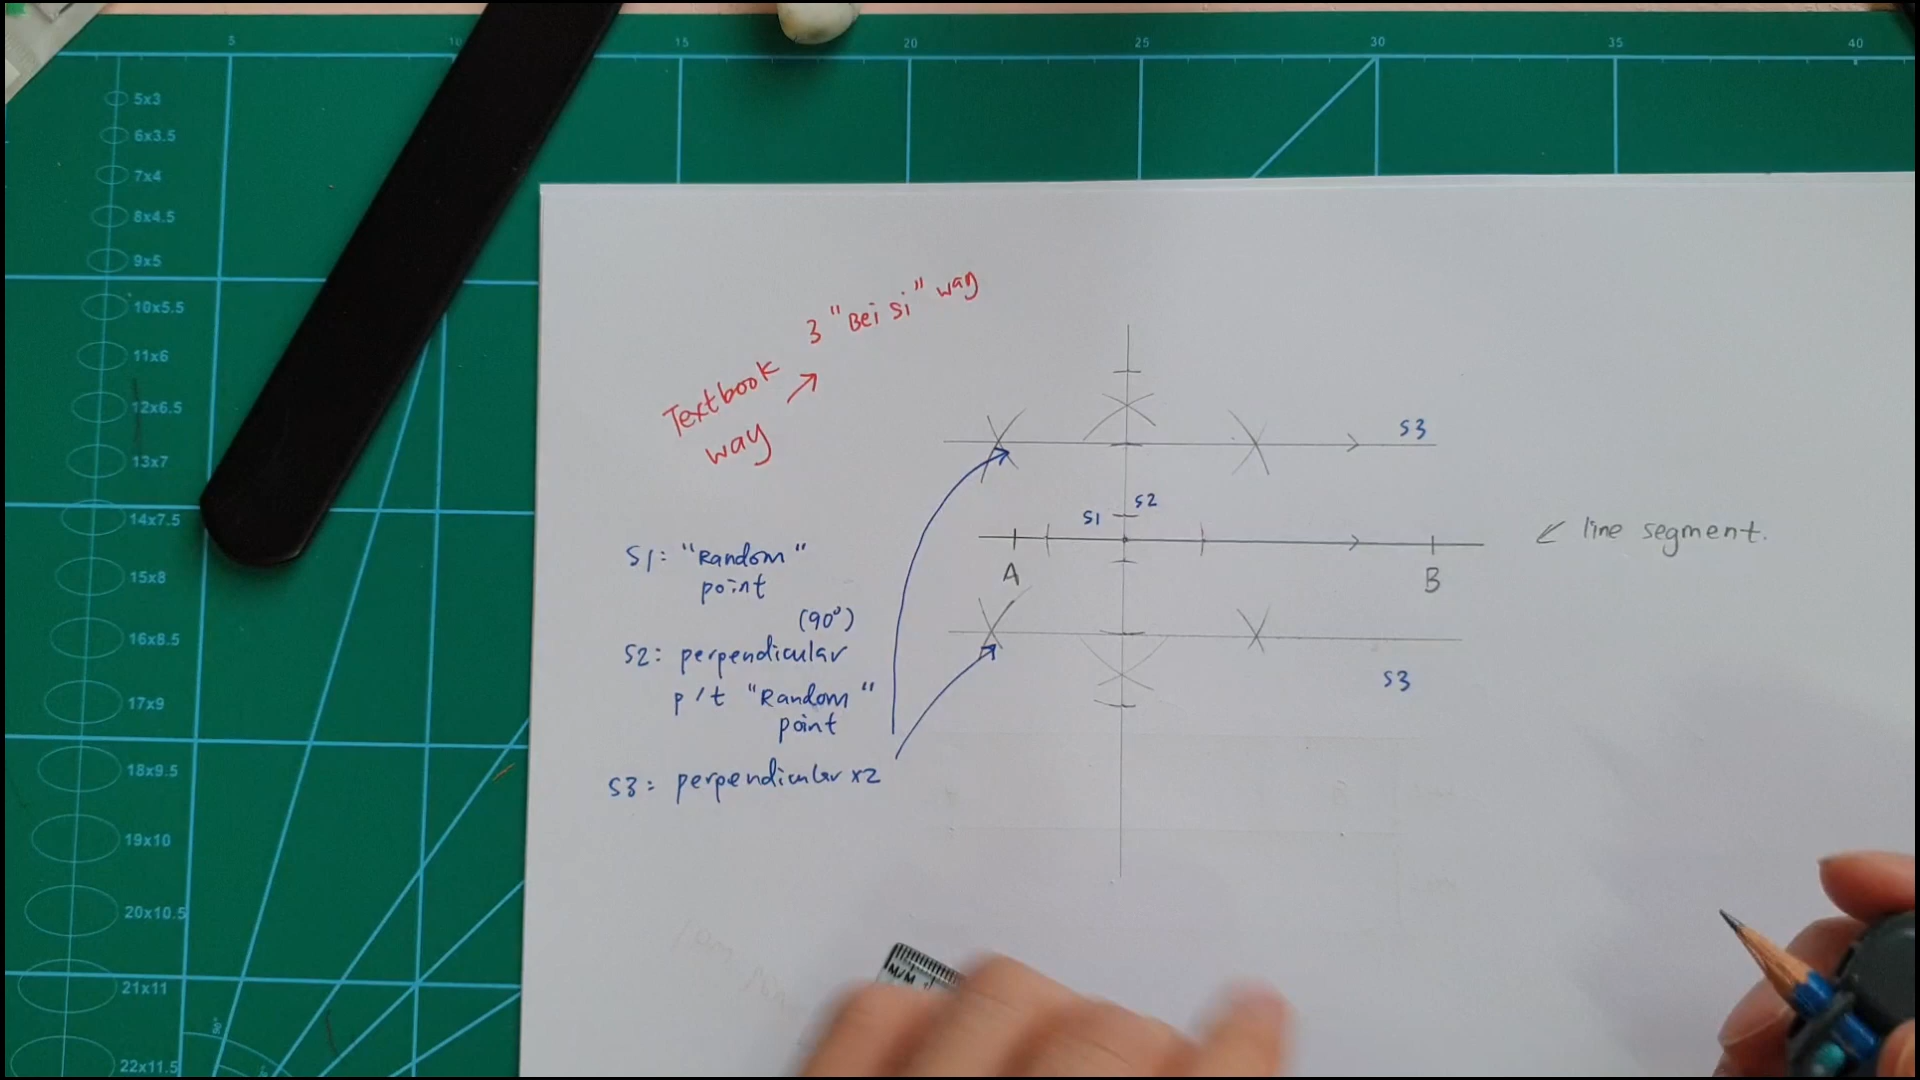 5 10 15 20 25 30 35 40
5x3
6x3.5
7x4
8x4.5
9x5
10x5.5
11x6
12x6.5
13x7
14x7.5
15x8
16x8.5
17x9
18x9.5
19x10
20x10.5
21x11
22x11.5
3 "Bei Si" way
Textbook
way
S3
S1 S2
A
B
line segment.
S3
S1: "Random"
point
(90°)
S2: perpendicular
p/t "Random"
point
S3: perpendicular x2
M/M